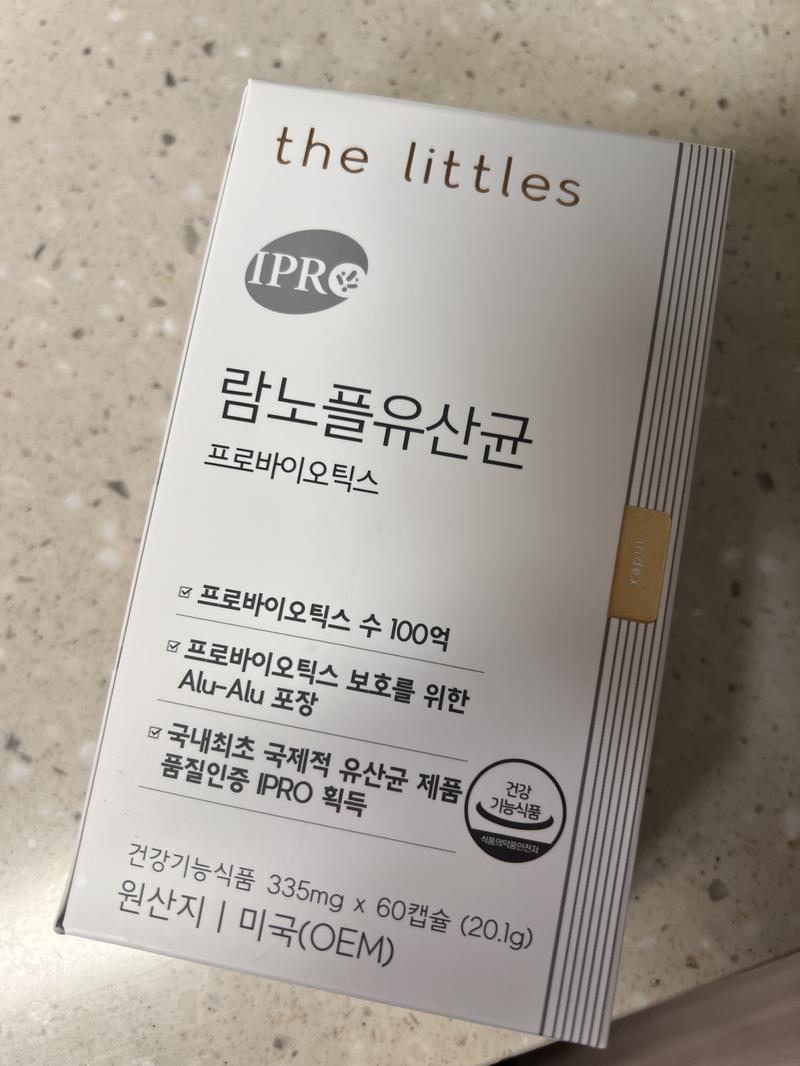 the littles
IPRO
람노플유산균
프로바이오틱스
index
프로바이오틱스 수 100억
프로바이오틱스 보호를 위한
Alu-Alu 포장
국내최초 국제적 유산균 제품
품질인증 IPRO 획득
건강
기능식품
식품의약품안전처
건강기능식품 335mg x 60캡슐 (20.1g)
원산지 | 미국(OEM)